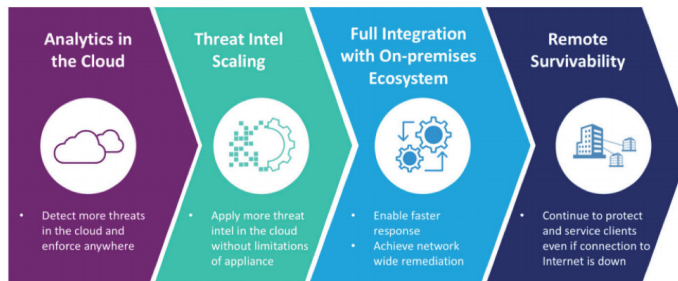 Analytics in
the Cloud
• Detect more threats
in the cloud and
enforce anywhere
Threat Intel
Scaling
• Apply more threat
intel in the cloud
without limitations
of appliance
Full Integration
with On-premises
Ecosystem
• Enable faster
response
• Achieve network
wide remediation
Remote
Survivability
• Continue to protect
and service clients
even if connection to
Internet is down